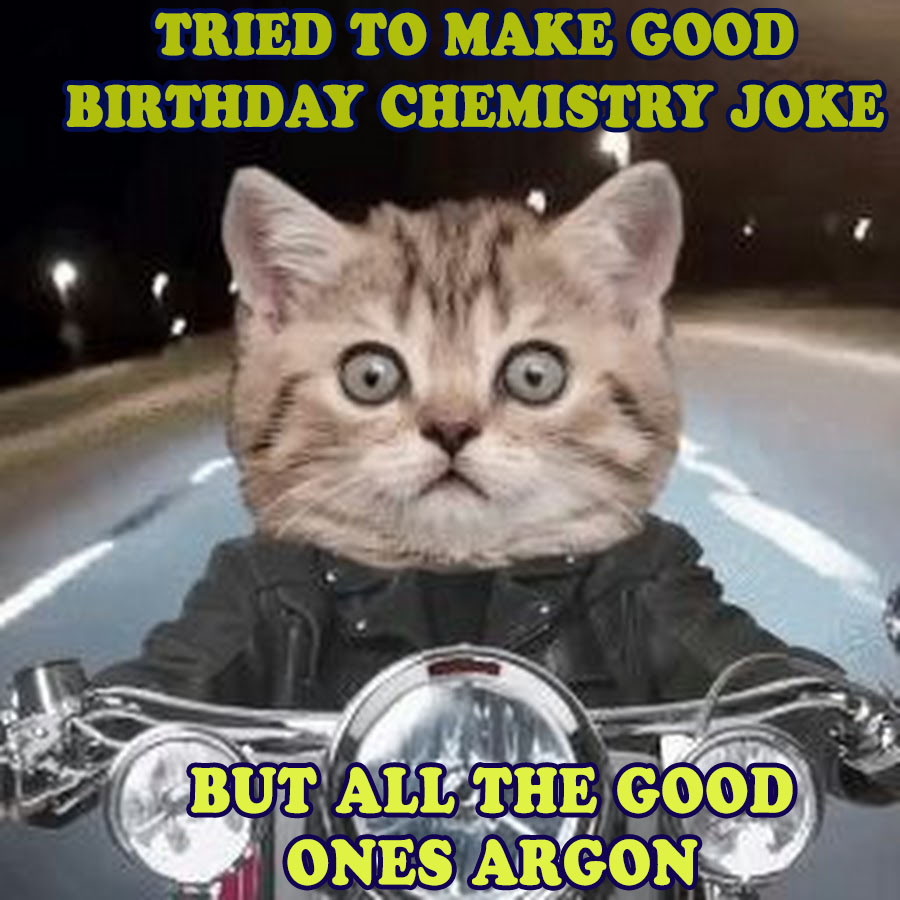 TRIED TO MAKE GOOD
BIRTHDAY CHEMISTRY JOKE
BUT ALL THE GOOD
ONES ARGON